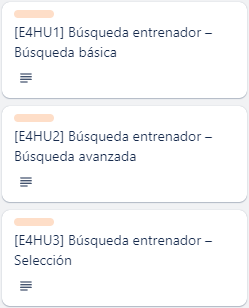 [E4HU1] Búsqueda entrenador –
Búsqueda básica
[E4HU2] Búsqueda entrenador –
Búsqueda avanzada
[E4HU3] Búsqueda entrenador –
Selección